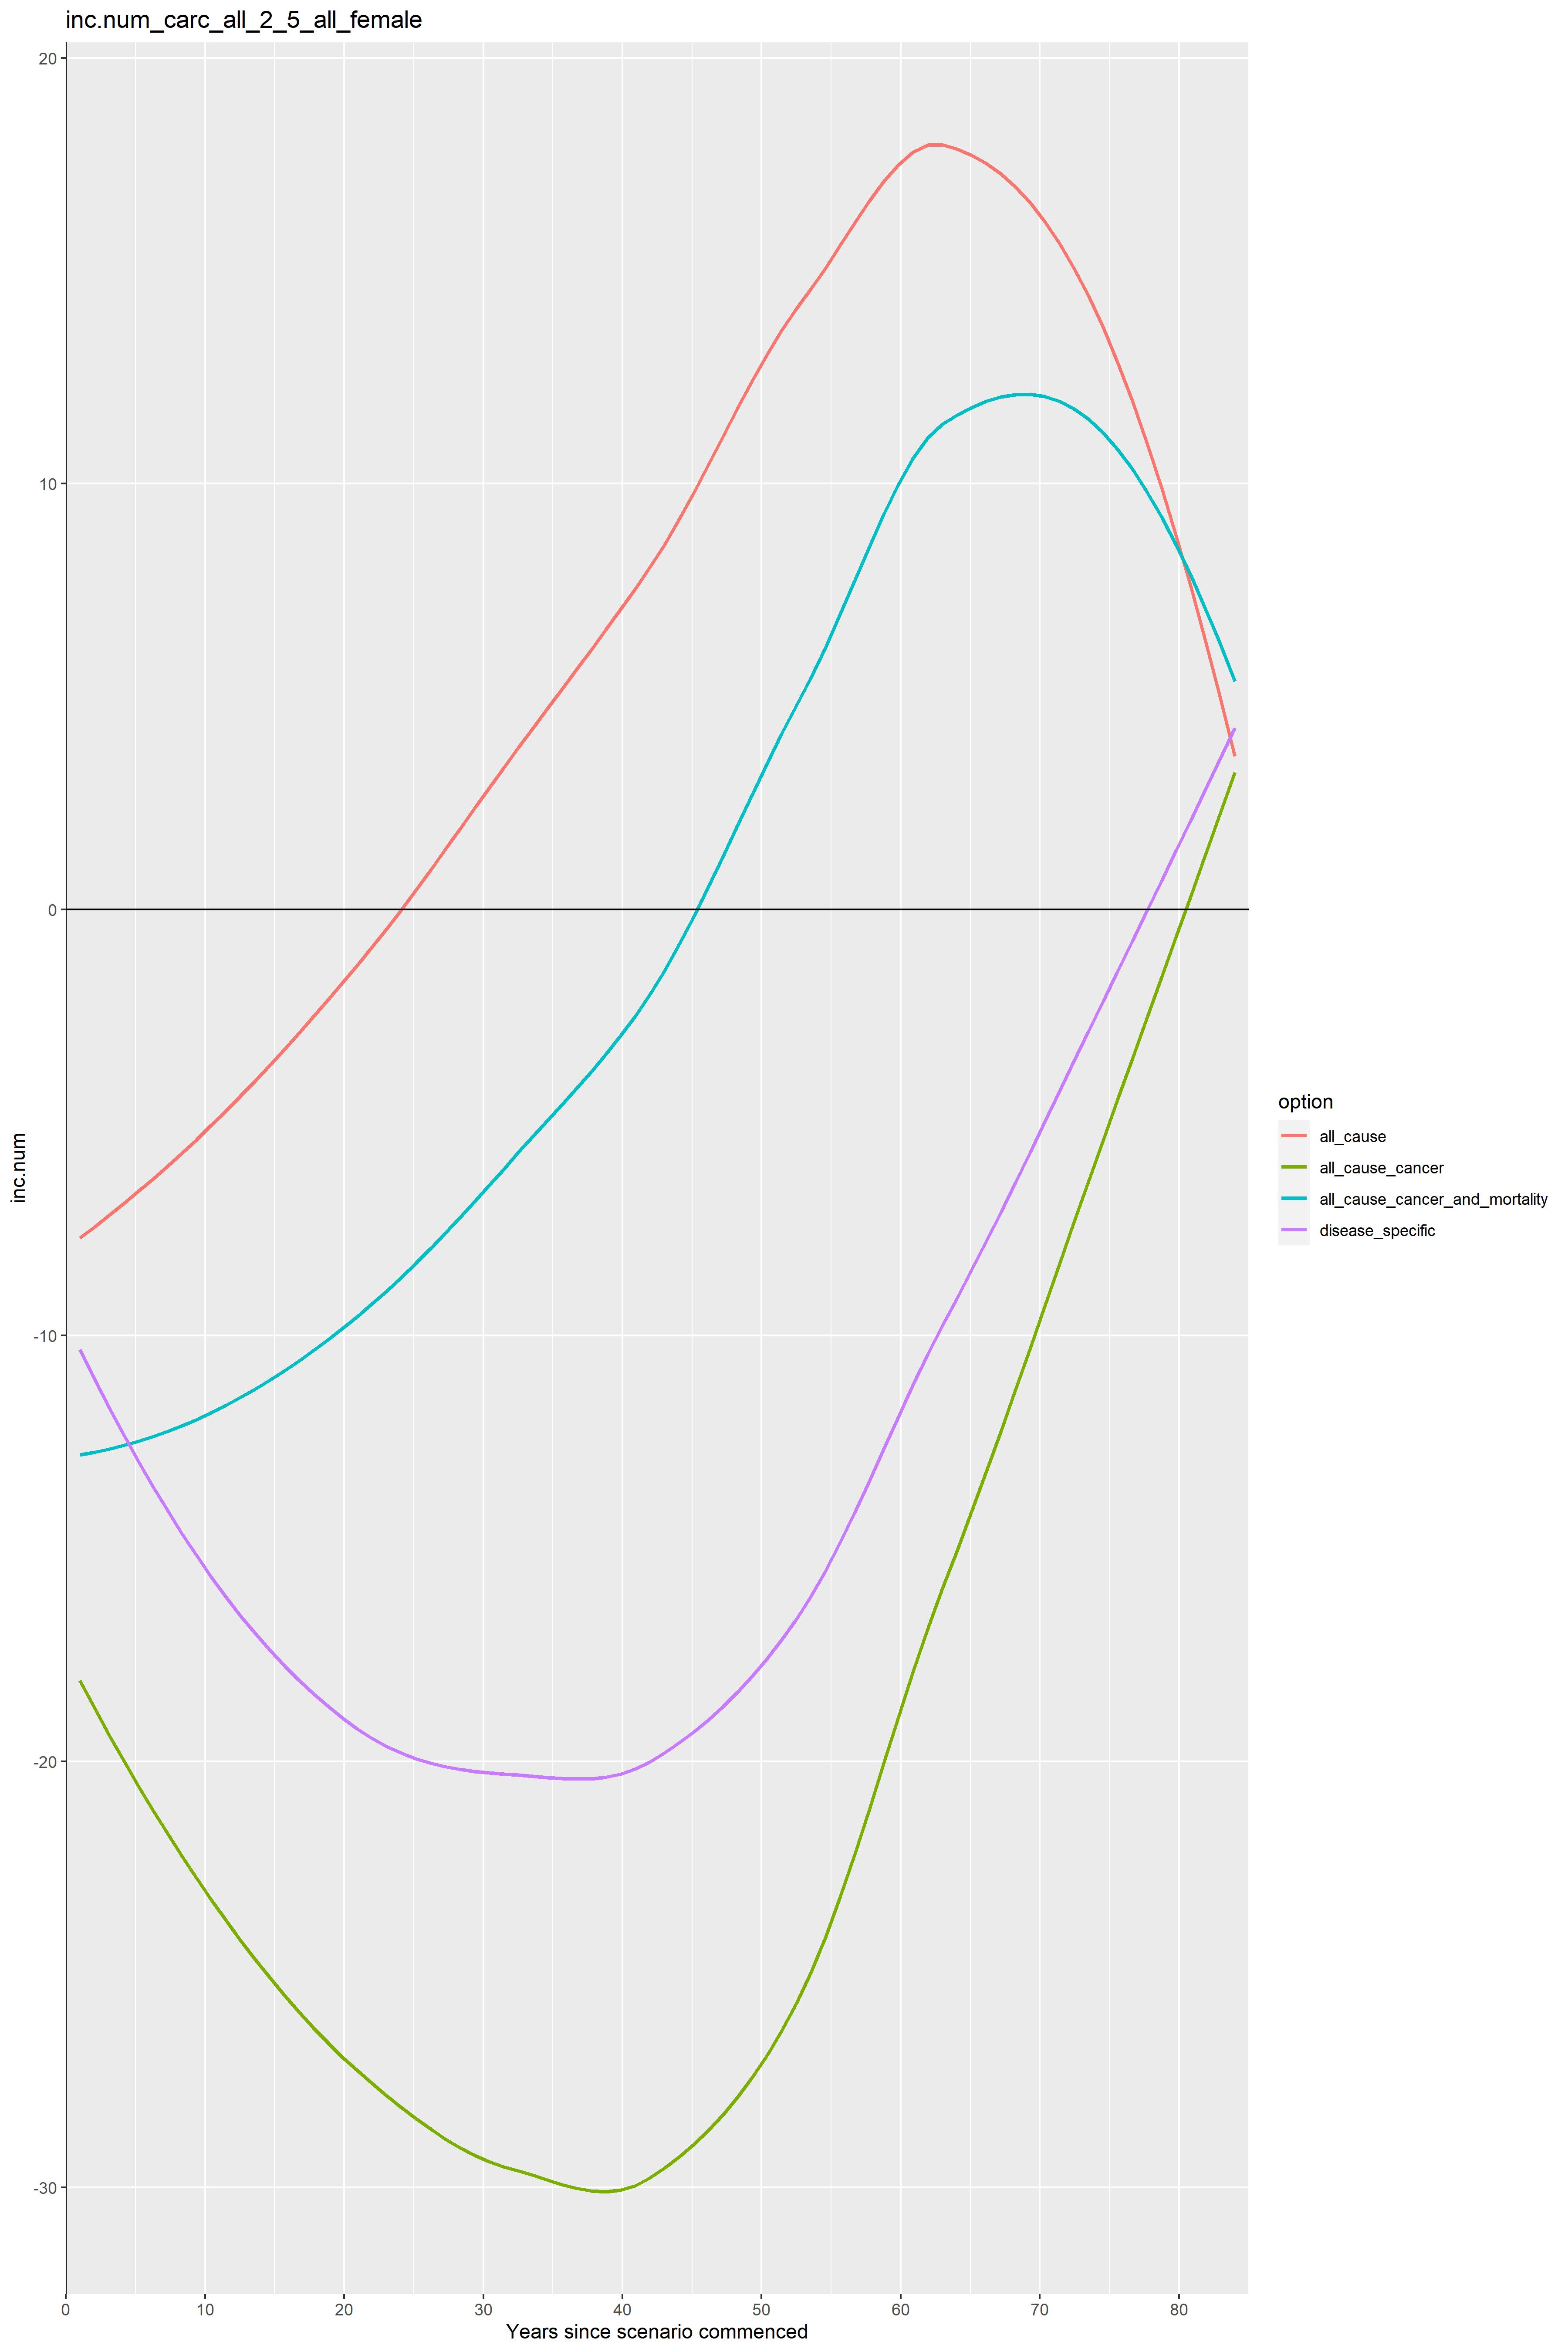 inc.num_carc_all_2_5_all_female
20
10
0
-10
-20
-30
inc.num
0 10 20 30 40 50 60 70 80
Years since scenario commenced
option
all_cause
all_cause_cancer
all_cause_cancer_and_mortality
disease_specific